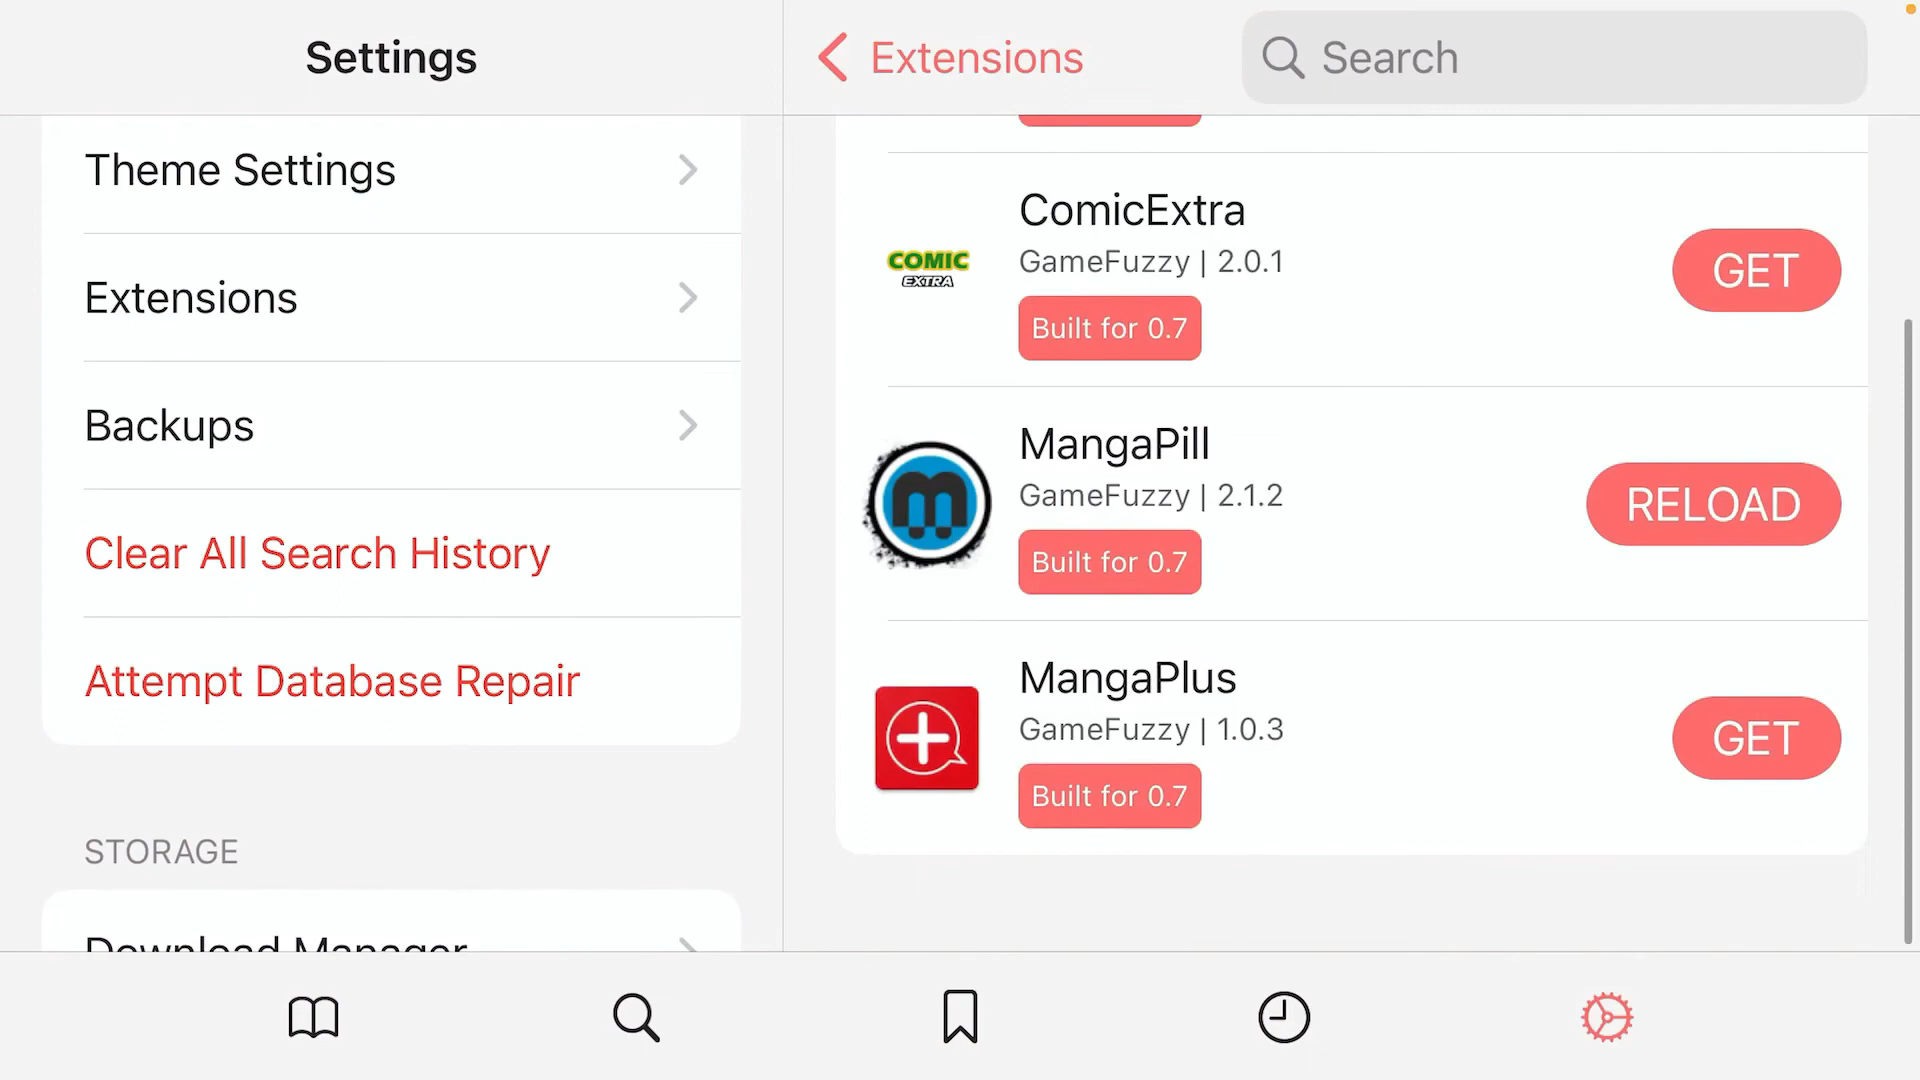 Settings
Theme Settings
Extensions
Backups
Clear All Search History
Attempt Database Repair
STORAGE
Download Manager
Extensions
Search
COMIC
EXTRA
ComicExtra
GameFuzzy | 2.0.1
Built for 0.7
GET
m
MangaPill
GameFuzzy | 2.1.2
Built for 0.7
RELOAD
MangaPlus
GameFuzzy | 1.0.3
Built for 0.7
GET